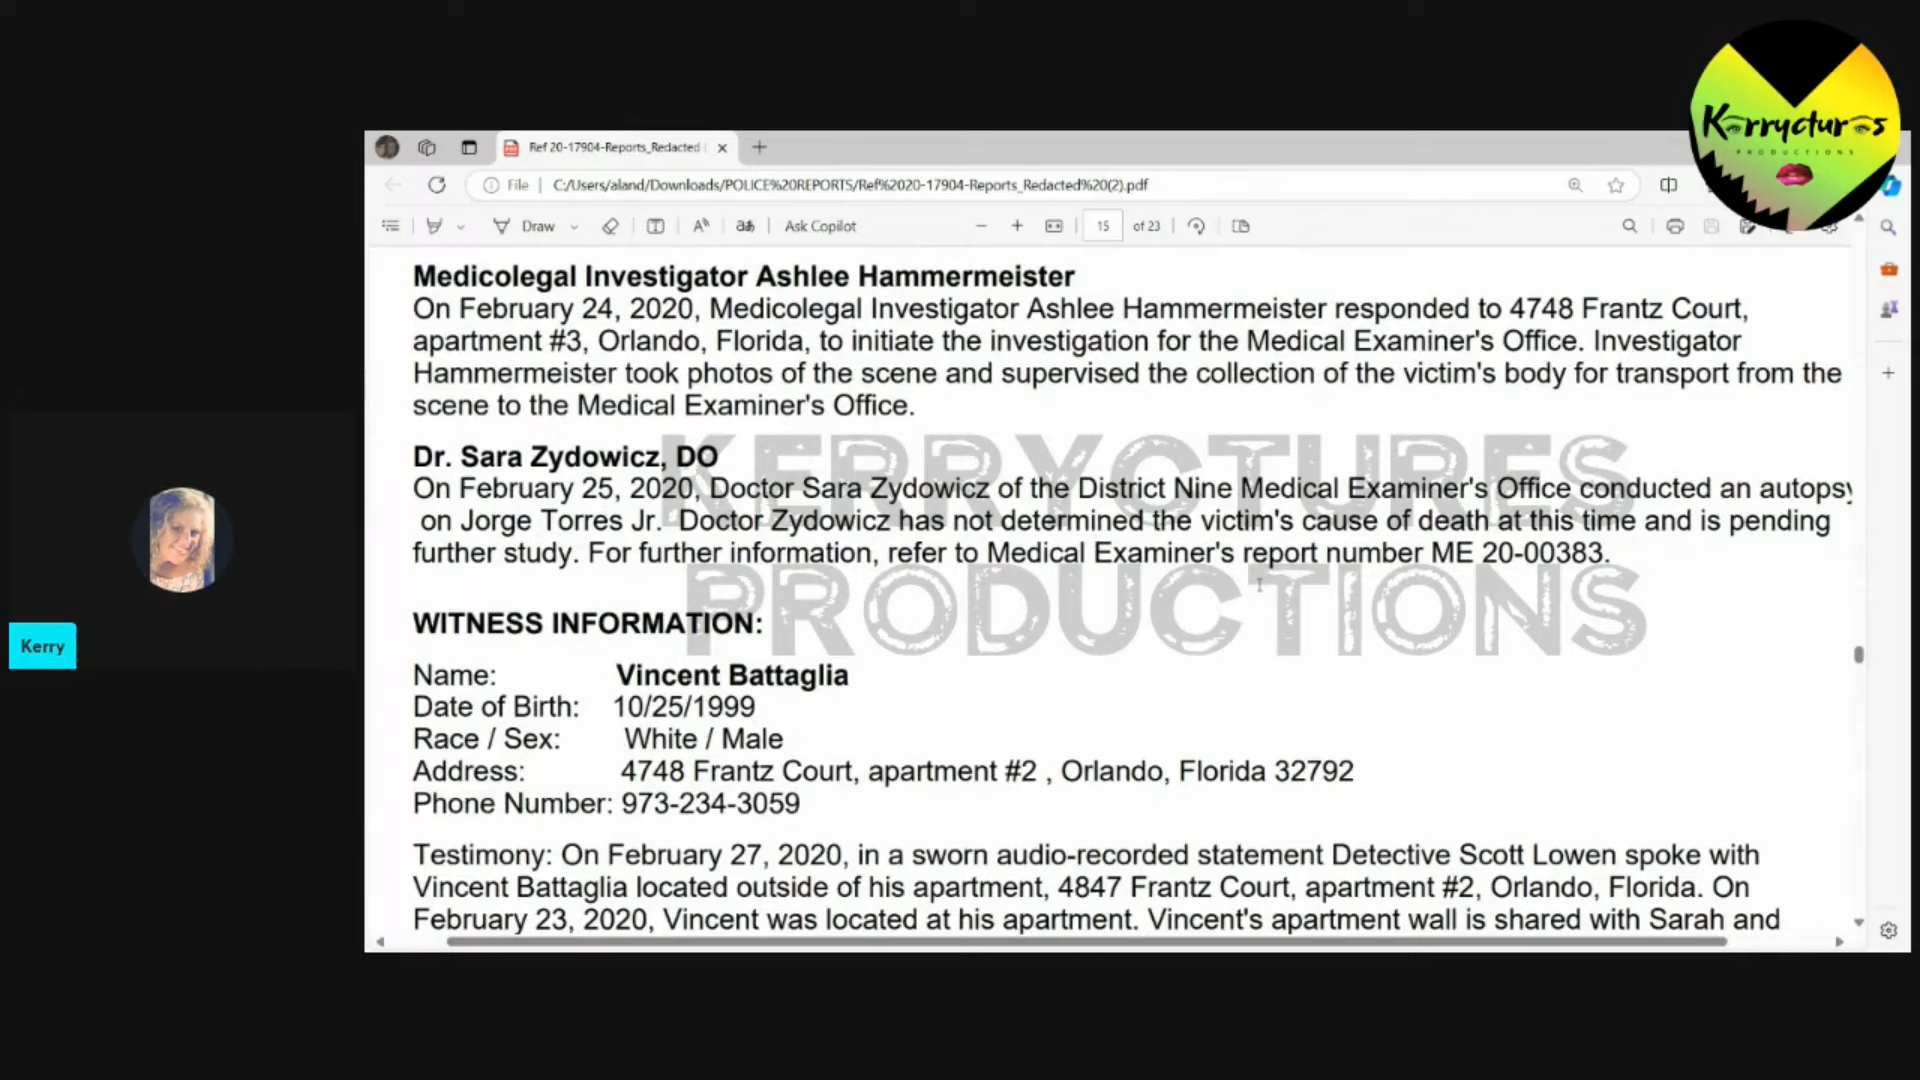 Kerryctures
PRODUCTIONS
Ref 20-17904-Reports_Redacted (
File
C:/Users/aland/Downloads/POLICE%20REPORTS/Ref%2020-17904-Reports_Redacted%20(2).pdf
Draw
Ask Copilot
15 of 23
Medicolegal Investigator Ashlee Hammermeister
On February 24, 2020, Medicolegal Investigator Ashlee Hammermeister responded to 4748 Frantz Court,
apartment #3, Orlando, Florida, to initiate the investigation for the Medical Examiner's Office. Investigator
Hammermeister took photos of the scene and supervised the collection of the victim's body for transport from the
scene to the Medical Examiner's Office.
Dr. Sara Zydowicz, DO
On February 25, 2020, Doctor Sara Zydowicz of the District Nine Medical Examiner's Office conducted an autopsy
on Jorge Torres Jr. Doctor Zydowicz has not determined the victim's cause of death at this time and is pending
further study. For further information, refer to Medical Examiner's report number ME 20-00383.
KERRYCTURES
PRODUCTIONS
WITNESS INFORMATION:
Name: Vincent Battaglia
Date of Birth: 10/25/1999
Race / Sex: White / Male
Address: 4748 Frantz Court, apartment #2 , Orlando, Florida 32792
Phone Number: 973-234-3059
Testimony: On February 27, 2020, in a sworn audio-recorded statement Detective Scott Lowen spoke with
Vincent Battaglia located outside of his apartment, 4847 Frantz Court, apartment #2, Orlando, Florida. On
February 23, 2020, Vincent was located at his apartment. Vincent's apartment wall is shared with Sarah and
Kerry